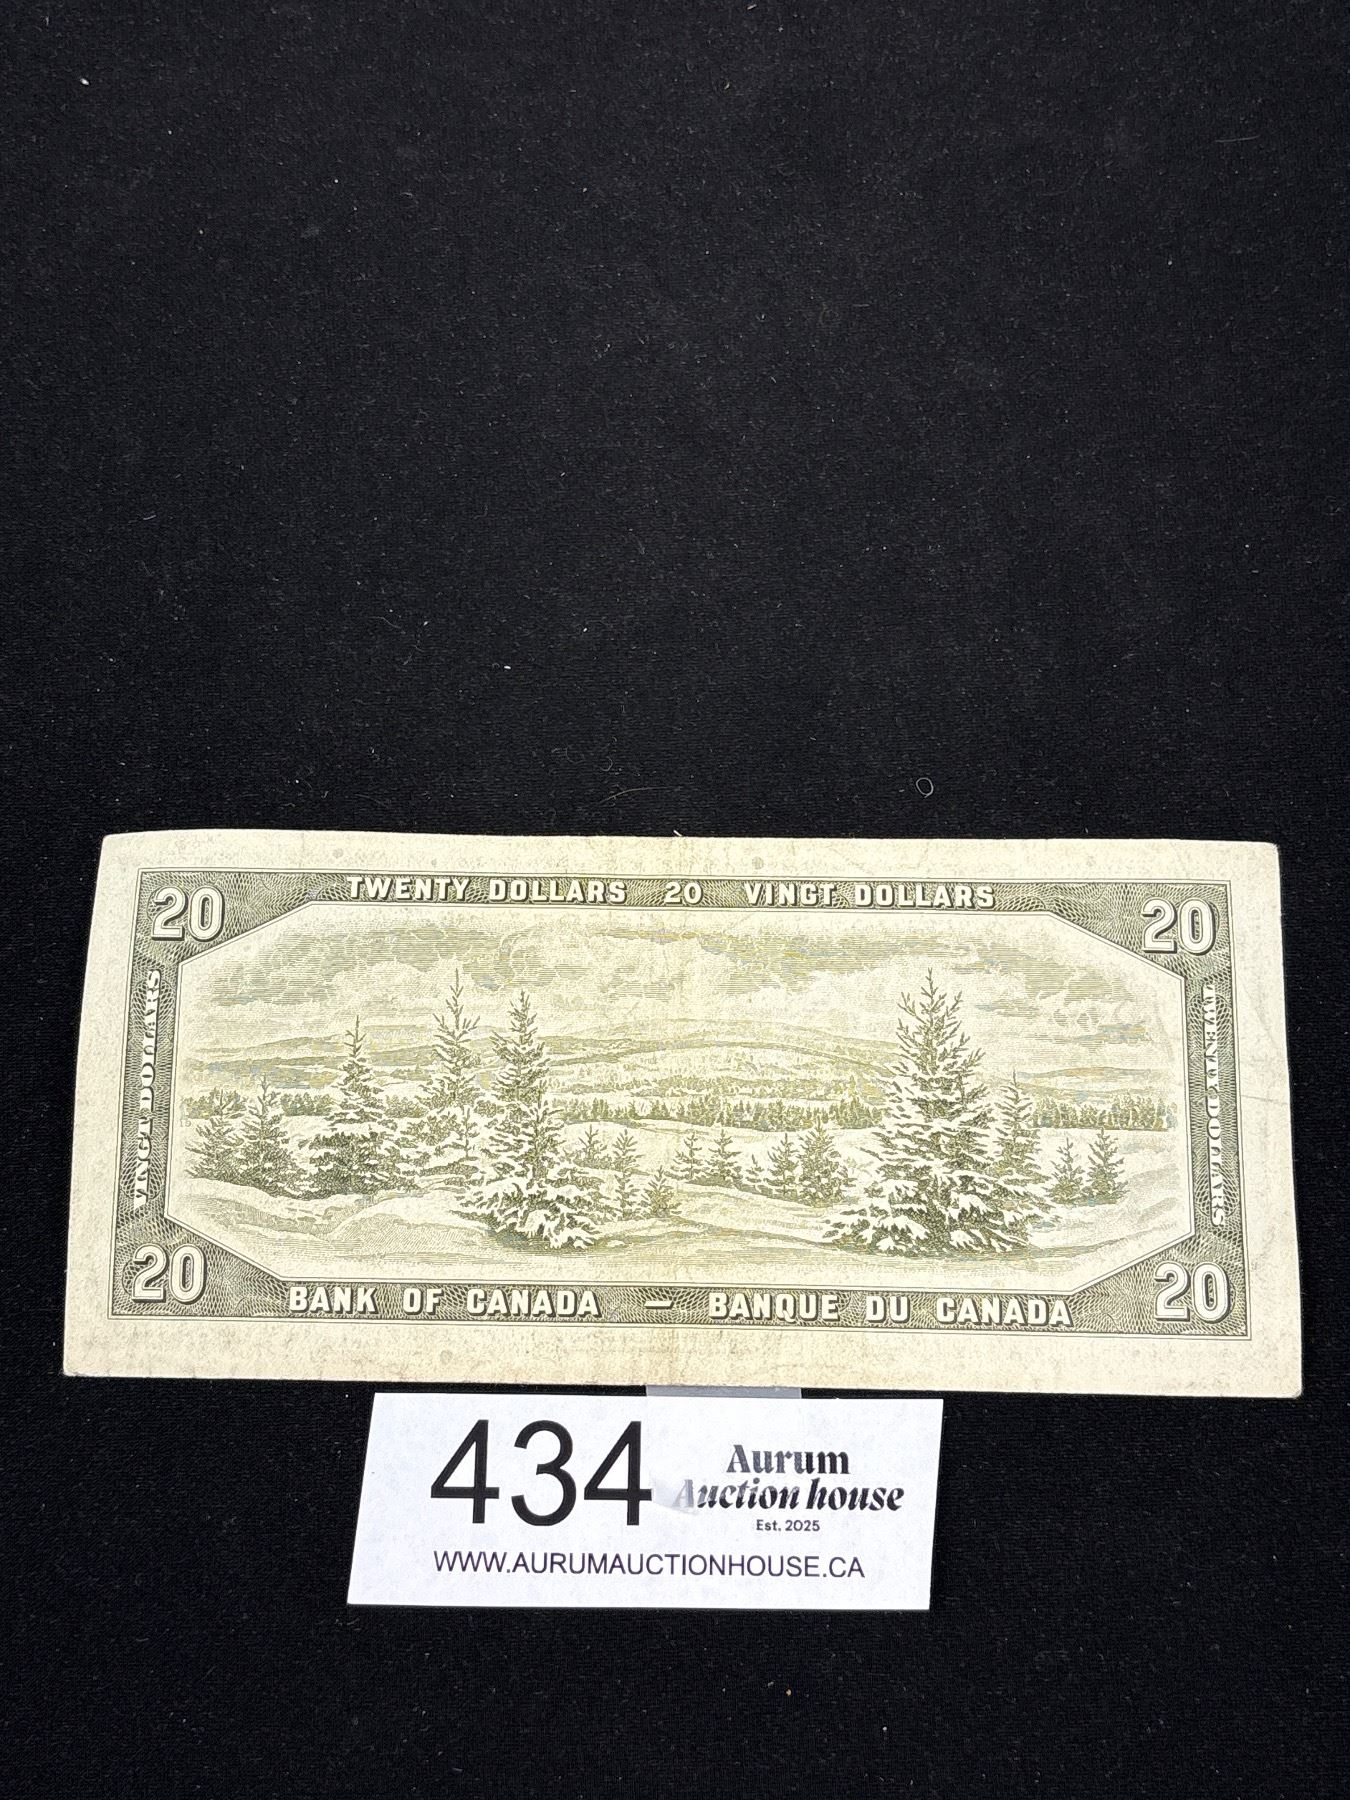 TWENTY DOLLARS 20 VINGT DOLLARS
20
20
VINGT DOLLARS
TWENTY DOLLARS
20
20
BANK OF CANADA — BANQUE DU CANADA
434
Aurum
Auction house
Est. 2025
WWW.AURUMAUCTIONHOUSE.CA